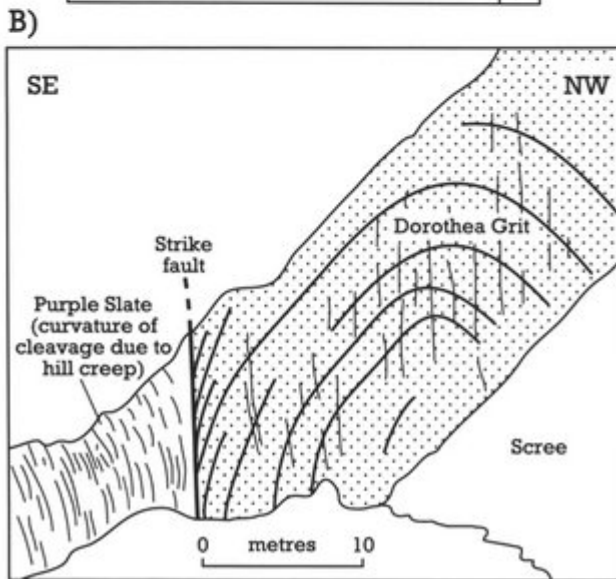 B)
SE
NW
Dorothea Grit
Strike
fault
Purple Slate
(curvature of
cleavage due to
hill creep)
Scree
0 metres 10